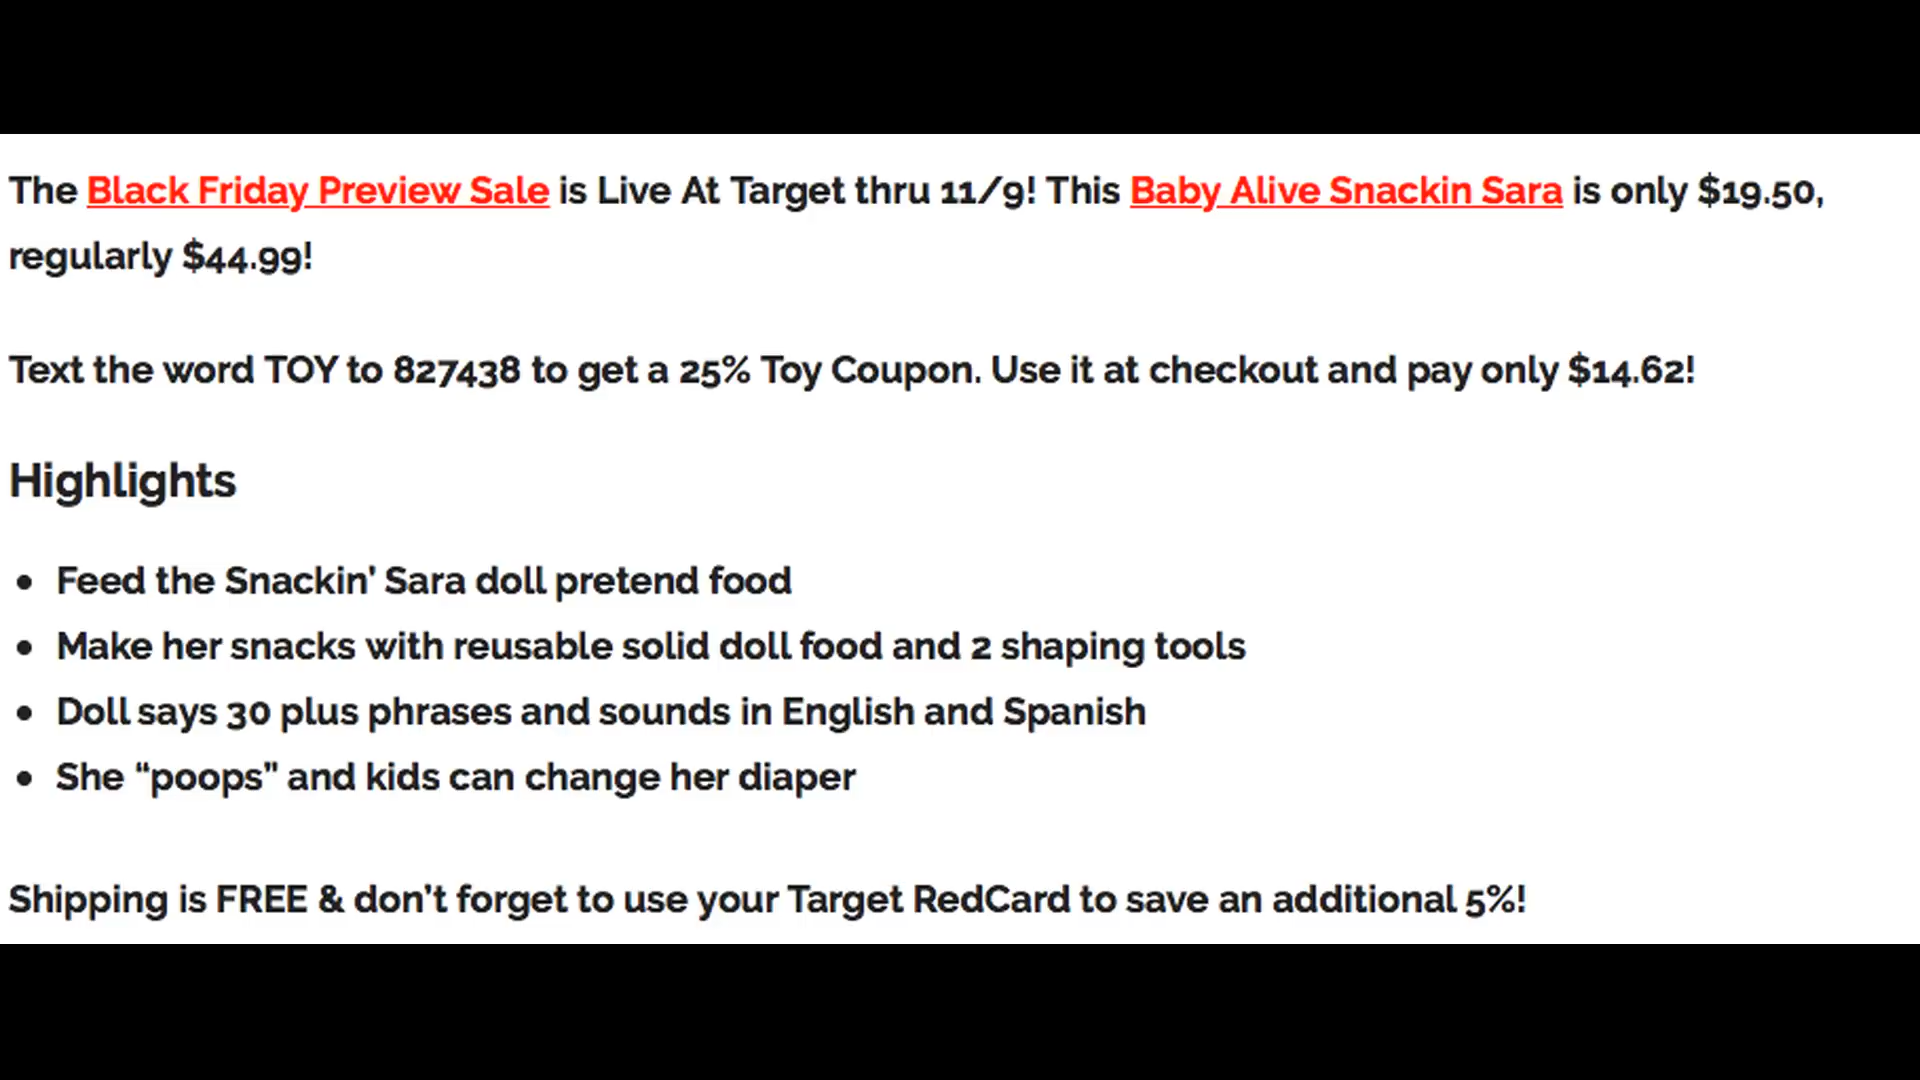 The Black Friday Preview Sale is Live At Target thru 11/9! This Baby Alive Snackin Sara is only $19.50,
regularly $44.99!
Text the word TOY to 827438 to get a 25% Toy Coupon. Use it at checkout and pay only $14.62!
Highlights
• Feed the Snackin’ Sara doll pretend food
• Make her snacks with reusable solid doll food and 2 shaping tools
• Doll says 30 plus phrases and sounds in English and Spanish
• She “poops” and kids can change her diaper
Shipping is FREE & don’t forget to use your Target RedCard to save an additional 5%!